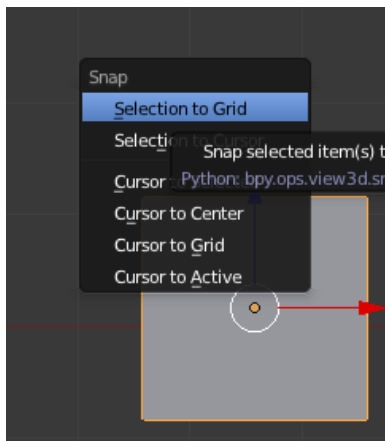 Snap
Selection to Grid
Selection to Cursor
Snap selected item(s) t
Cursor
Python: bpy.ops.view3d.sn
Cursor to Center
Cursor to Grid
Cursor to Active